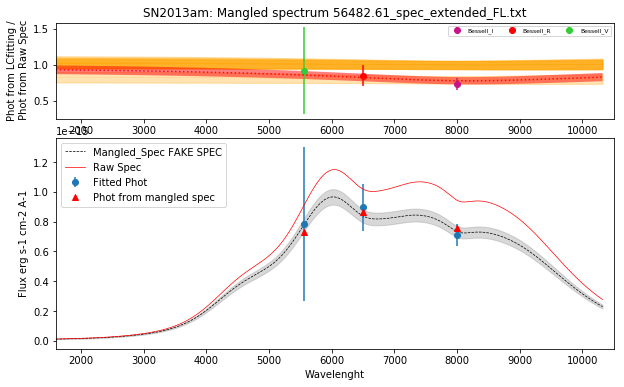 SN2013am: Mangled spectrum 56482.61_spec_extended_FL.txt
Phot from LCfitting /
Phot from Raw Spec
1.5
1.0
0.5
Bessell_I
Bessell_R
Bessell_V
2000 3000 4000 5000 6000 7000 8000 9000 10000
Flux erg s-1 cm-2 A-1
1.2
1.0
0.8
0.6
0.4
0.2
0.0
Mangled_Spec FAKE SPEC
Raw Spec
Fitted Phot
Phot from mangled spec
2000 3000 4000 5000 6000 7000 8000 9000 10000
Wavelenght